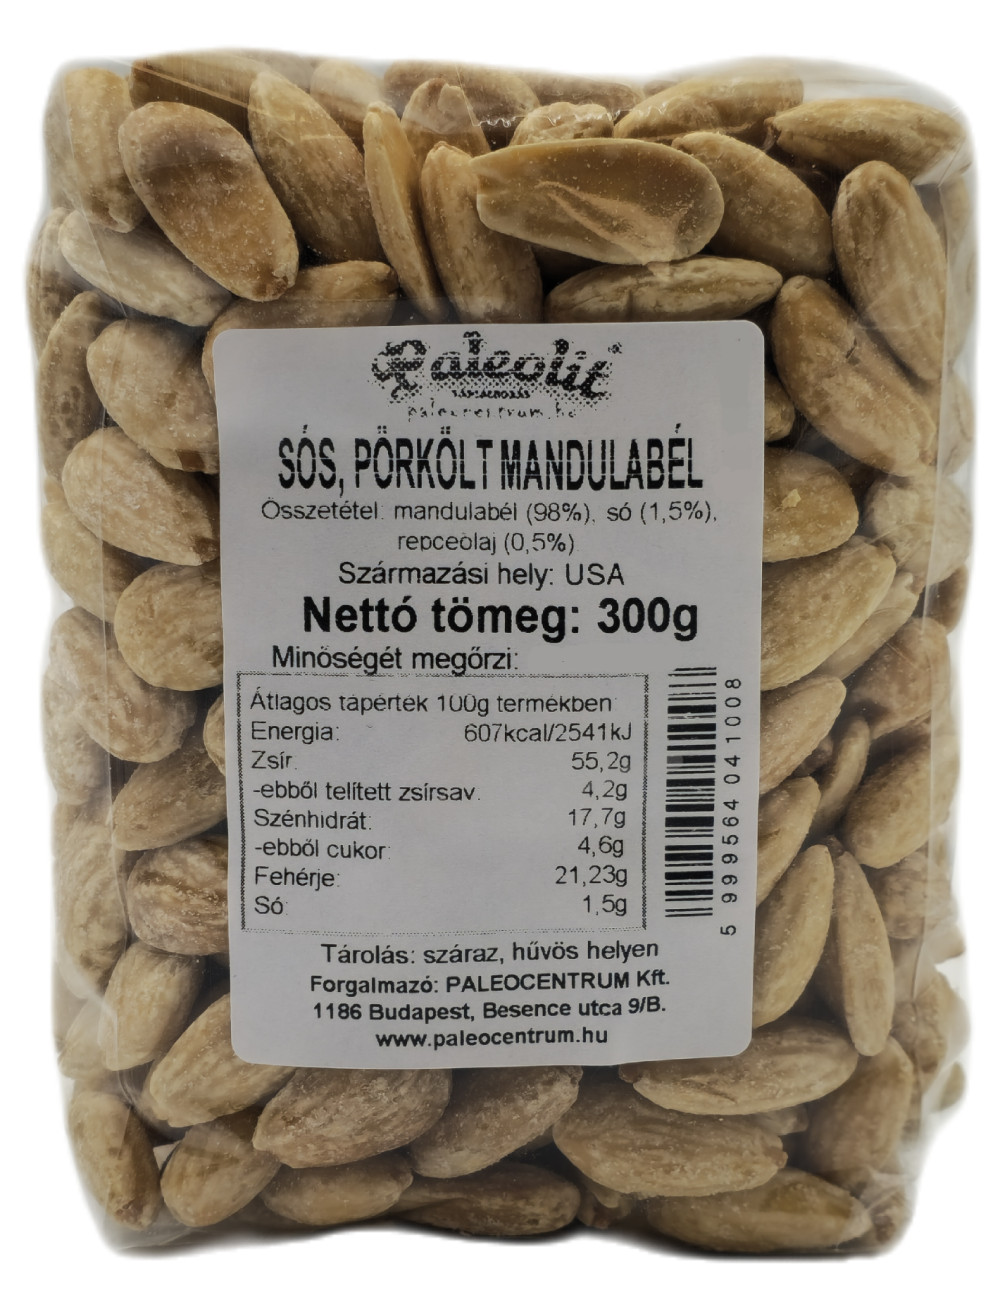 Paleolit
paleocentrum.hu
SÓS, PÖRKÖLT MANDULABÉL
Összetétel: mandulabél (98%), só (1,5%),
repceolaj (0,5%)
Származási hely: USA
Nettó tömeg: 300g
Minőségét megőrzi:
Átlagos tápérték 100g termékben:
Energia: 607kcal/2541kJ
Zsír: 55,2g
-ebből telített zsírsav: 4,2g
Szénhidrát: 17,7g
-ebből cukor: 4,6g
Fehérje: 21,23g
Só: 1,5g
5 999564 041008
Tárolás: száraz, hűvös helyen
Forgalmazó: PALEOCENTRUM Kft.
1186 Budapest, Besence utca 9/B.
www.paleocentrum.hu